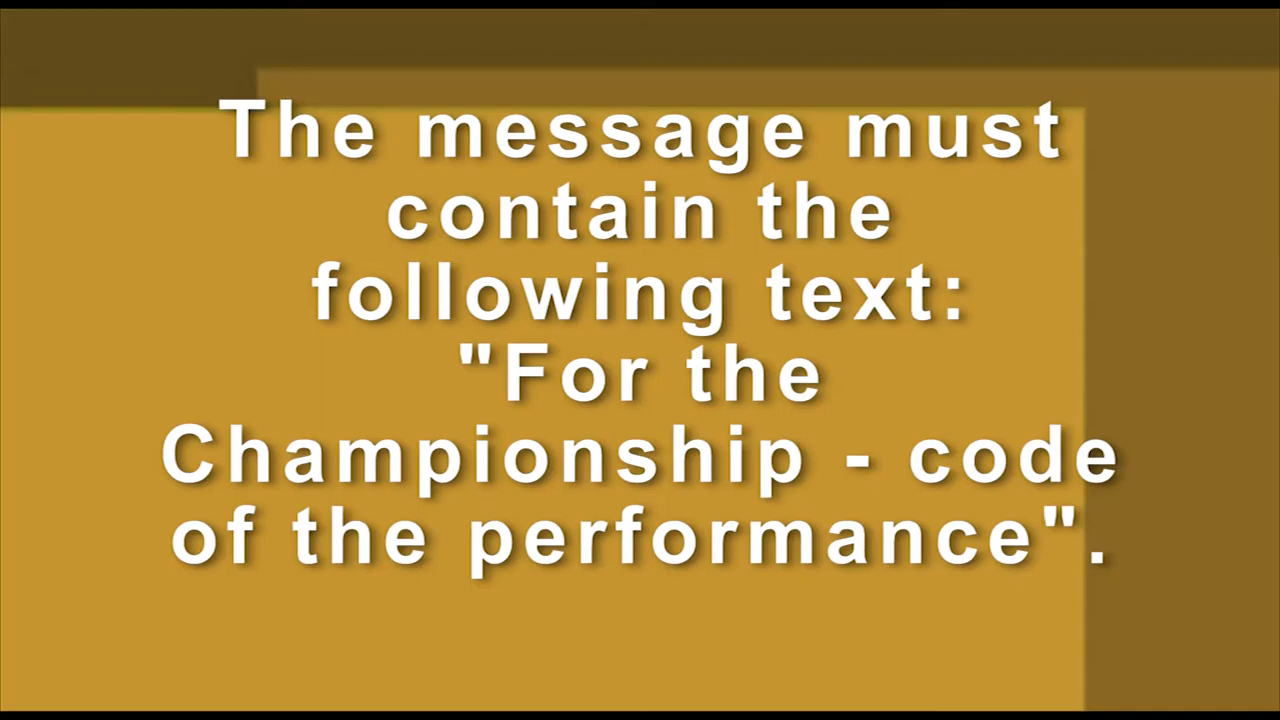 The message must
contain the
following text:
"For the
Championship - code
of the performance".